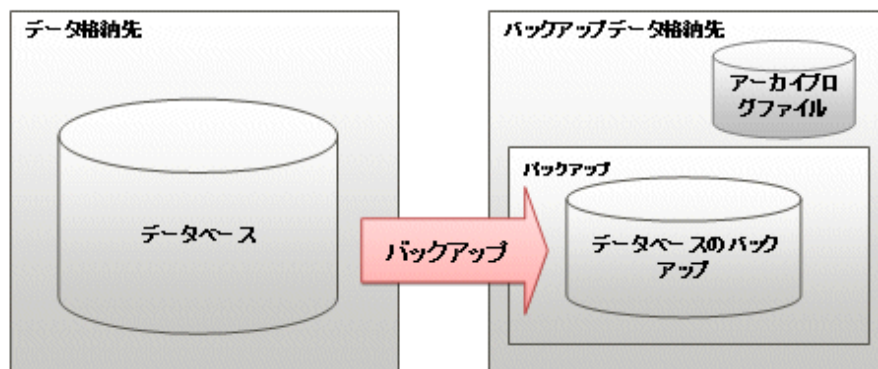 データ格納先
データベース
バックアップ
バックアップデータ格納先
アーカイブロ
グファイル
バックアップ
データベースのバック
アップ